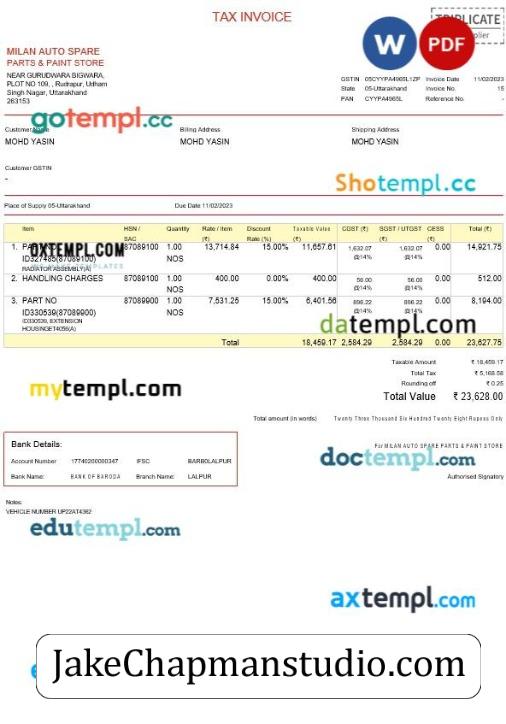 TAX INVOICE
TRIPLICATE
W
PDF
MILAN AUTO SPARE
PARTS & PAINT STORE
NEAR GURUDWARA SIGWARA,
PLOT NO 109, , Rudrapur, Udham
Singh Nagar, Uttarakhand
263153
GSTIN 05CYYPA4965L1ZP Invoice Date 11/02/2023
State 05-Uttarakhand Invoice No. 15
PAN CYYPA4965L Reference No. -
gotempl.cc
Customer Name Billing Address Shipping Address
MOHD YASIN MOHD YASIN MOHD YASIN
Customer GSTIN
-
Shotempl.cc
Place of Supply 05-Uttarakhand Due Date 11/02/2023
Item HSN / SAC Quantity Rate / Item (₹) Discount Rate (%) Taxable Value (₹) CGST (₹) SGST / UTGST (₹) CESS (₹) Total (₹)
1. PART NO 87089100 1.00 13,714.84 15.00% 11,657.61 1,632.07 1,632.07 0.00 14,921.75
OXTEMPL.COM
ID327485(87089100) NOS @14% @14%
RADIATOR ASSEMBLY(A)
2. HANDLING CHARGES 87089100 1.00 400.00 0.00% 400.00 56.00 56.00 0.00 512.00
NOS @14% @14%
3. PART NO 87089900 1.00 7,531.25 15.00% 6,401.56 896.22 896.22 0.00 8,194.00
ID330539(87089900) NOS @14% @14%
ID330539, EXTENSION
HOUSINGET4056(A)
datempl.com
Total 18,459.17 2,584.29 2,584.29 0.00 23,627.75
Taxable Amount ₹ 18,459.17
Total Tax ₹ 5,168.58
Rounding off ₹ 0.25
Total Value ₹ 23,628.00
mytempl.com
Total amount (in words) Twenty Three Thousand Six Hundred Twenty Eight Rupees Only
Bank Details:
Account Number 17740200000347 IFSC BARB0LALPUR
Bank Name: BANK OF BARODA Branch Name: LALPUR
For MILAN AUTO SPARE PARTS & PAINT STORE
doctempl.com
Authorised Signatory
Notes:
VEHICLE NUMBER UP22AT4362
edutempl.com
axtempl.com
JakeChapmanstudio.com